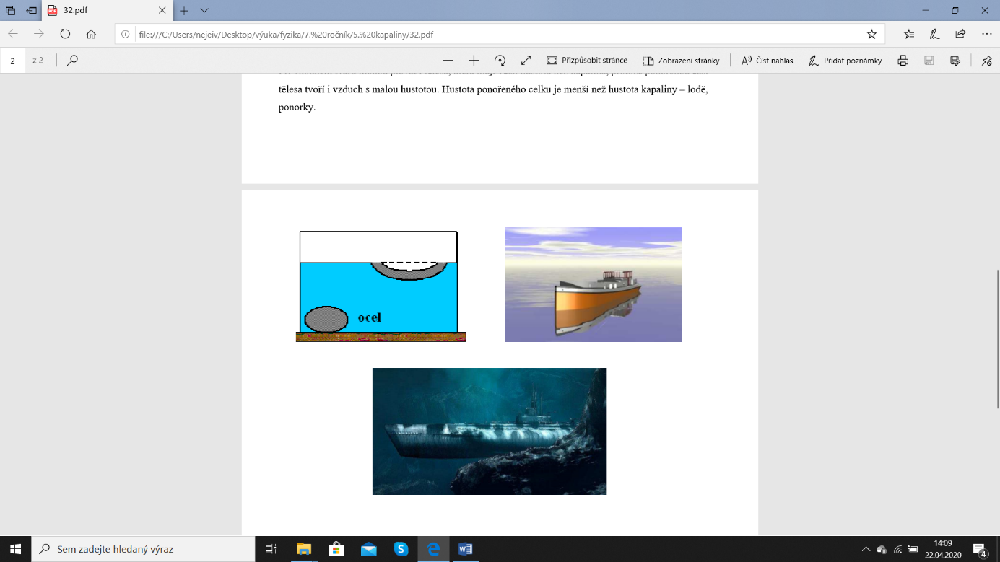 32.pdf
file:///C:/Users/nejeiv/Desktop/výuka/fyzika/7.%20ročník/5.%20kapaliny/32.pdf
2 z 2 Přizpůsobit stránce Zobrazení stránky Číst nahlas Přidat poznámky
tělesa tvoří i vzduch s malou hustotou. Hustota ponořeného celku je menší než hustota kapaliny – lodě,
ponorky.
ocel
Sem zadejte hledaný výraz
14:09
22.04.2020
4